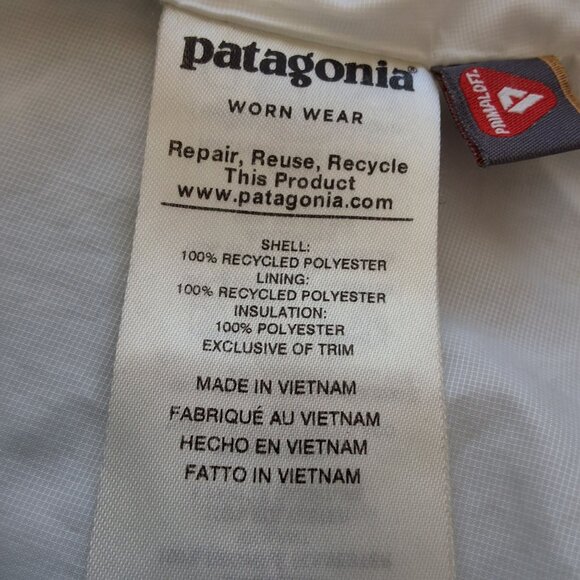 patagonia®
WORN WEAR
Repair, Reuse, Recycle
This Product
www.patagonia.com
SHELL:
100% RECYCLED POLYESTER
LINING:
100% RECYCLED POLYESTER
INSULATION:
100% POLYESTER
EXCLUSIVE OF TRIM
MADE IN VIETNAM
FABRIQUÉ AU VIETNAM
HECHO EN VIETNAM
FATTO IN VIETNAM
PRIMALOFT